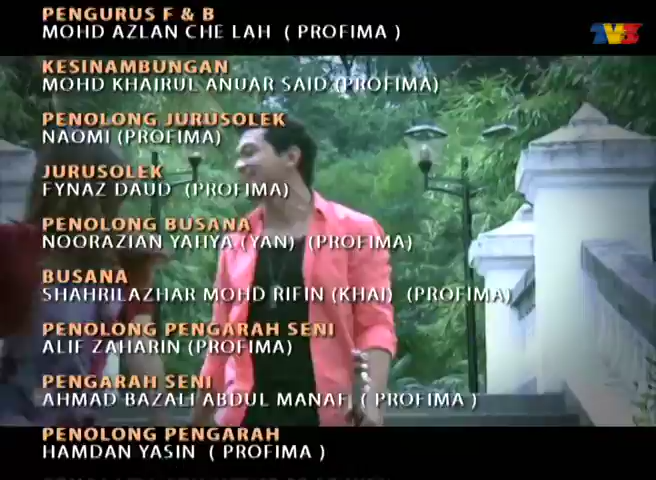 PENGURUS F & B
MOHD AZLAN CHE LAH ( PROFIMA )
TV3
KESINAMBUNGAN
MOHD KHAIRUL ANUAR SAID (PROFIMA)
PENOLONG JURUSOLEK
NAOMI (PROFIMA)
JURUSOLEK
FYNAZ DAUD (PROFIMA)
PENOLONG BUSANA
NOORAZIAN YAHYA (YAN) (PROFIMA)
BUSANA
SHAHRILAZHAR MOHD RIFIN (KHAI) (PROFIMA)
PENOLONG PENGARAH SENI
ALIF ZAHARIN (PROFIMA)
PENGARAH SENI
AHMAD BAZALI ABDUL MANAF ( PROFIMA )
PENOLONG PENGARAH
HAMDAN YASIN ( PROFIMA )